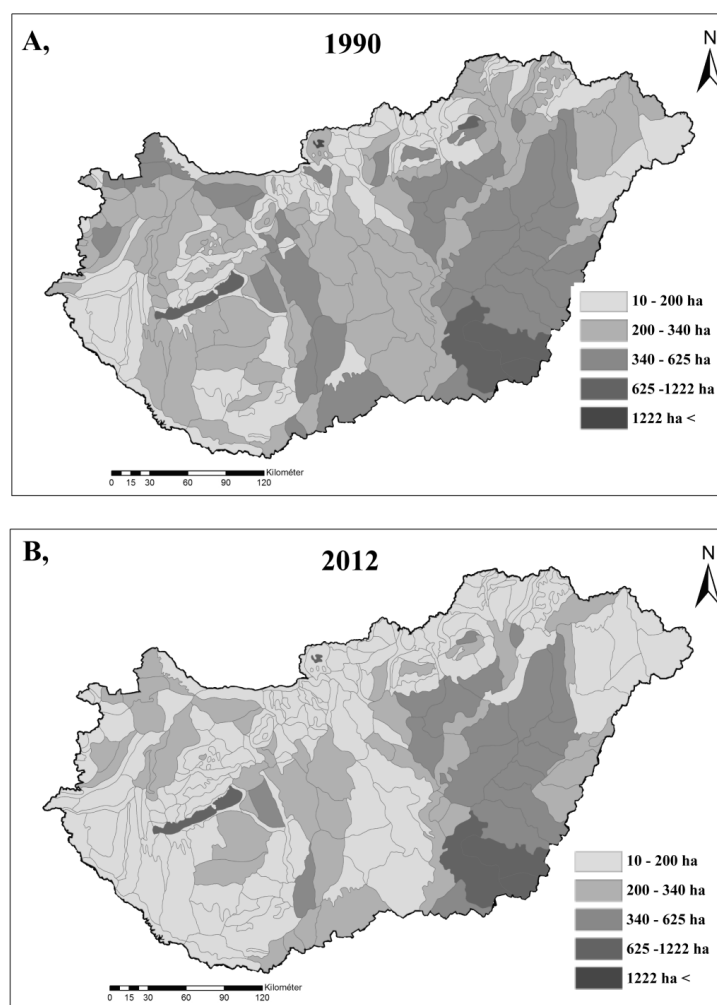 A,
1990
N
10 - 200 ha
200 - 340 ha
340 - 625 ha
625 -1222 ha
1222 ha <
Kilométer
0 15 30 60 90 120
B,
2012
N
10 - 200 ha
200 - 340 ha
340 - 625 ha
625 -1222 ha
1222 ha <
Kilométer
0 15 30 60 90 120